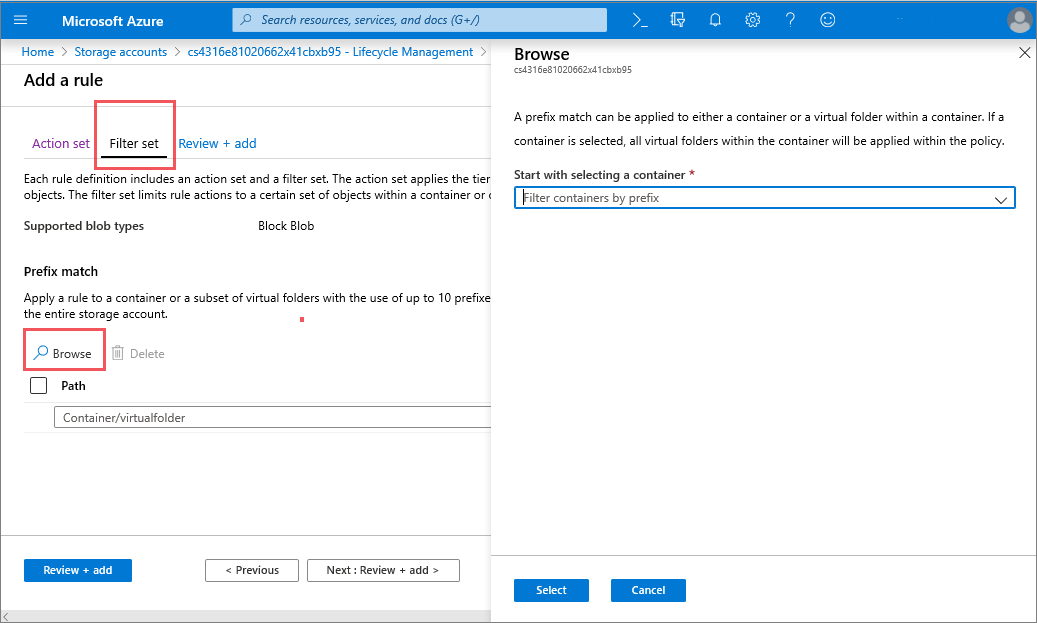 Microsoft Azure
Search resources, services, and docs (G+/)
Home > Storage accounts > cs4316e81020662x41cbxb95 - Lifecycle Management >
Add a rule
Action set
Filter set
Review + add
Each rule definition includes an action set and a filter set. The action set applies the tier
objects. The filter set limits rule actions to a certain set of objects within a container or
Supported blob types
Block Blob
Prefix match
Apply a rule to a container or a subset of virtual folders with the use of up to 10 prefixe
the entire storage account.
Browse
Delete
Path
Container/virtualfolder
Review + add
< Previous
Next : Review + add >
Browse
cs4316e81020662x41cbxb95
A prefix match can be applied to either a container or a virtual folder within a container. If a
container is selected, all virtual folders within the container will be applied within the policy.
Start with selecting a container *
Filter containers by prefix
Select
Cancel